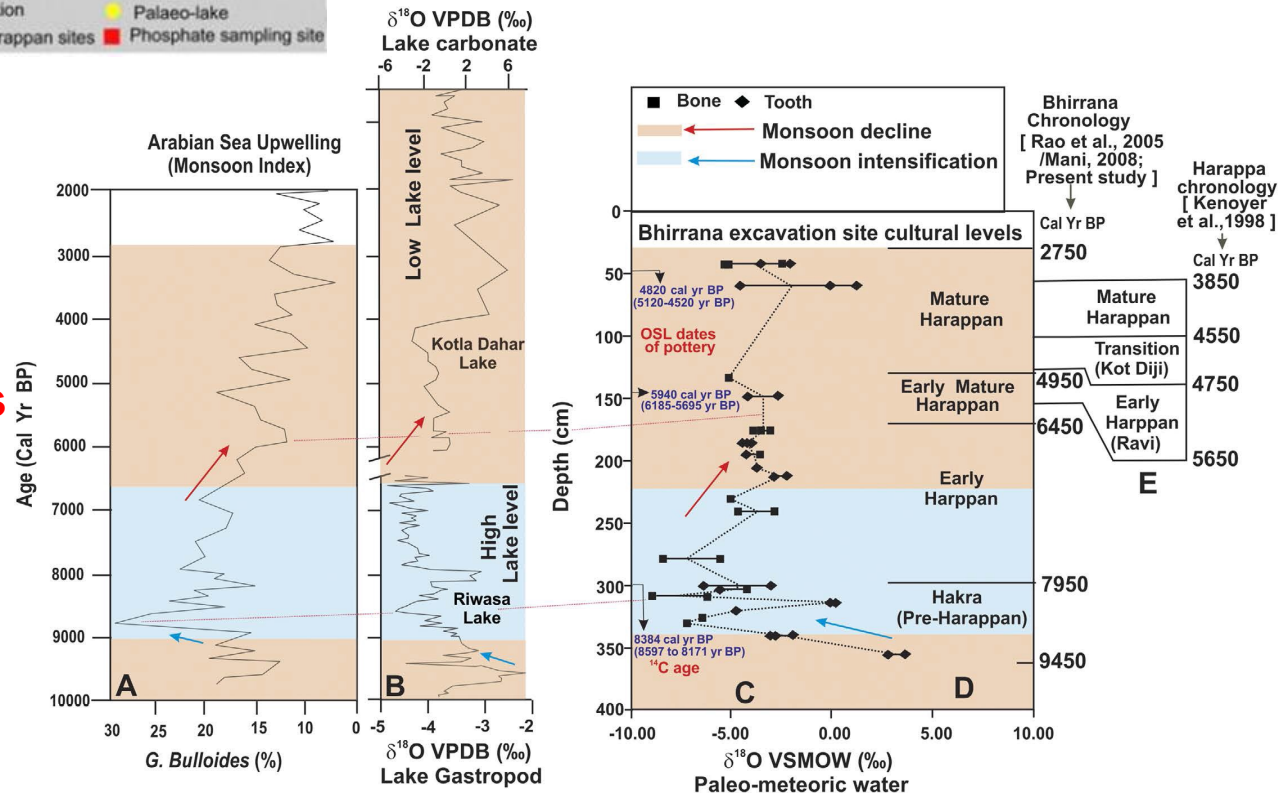 tion
Palaeo-lake
rappan sites
Phosphate sampling site
s
δ18O VPDB (‰)
Lake carbonate
-6 -2 2 6
Arabian Sea Upwelling
(Monsoon Index)
2000
3000
4000
5000
6000
7000
8000
9000
10000
Age (Cal Yr BP)
A
30 25 20 15 10 5 0
G. Bulloides (%)
Low Lake level
Kotla Dahar
Lake
High
Lake level
Riwasa
Lake
B
-5 -4 -3 -2
δ18O VPDB (‰)
Lake Gastropod
Bone Tooth
Monsoon decline
Monsoon intensification
Bhirrana excavation site cultural levels
0
50
100
150
200
250
300
350
400
Depth (cm)
4820 cal yr BP
(5120-4520 yr BP)
OSL dates
of pottery
5940 cal yr BP
(6185-5695 yr BP)
8384 cal yr BP
(8597 to 8171 yr BP)
14C age
C
-10.00 -5.00 0.00 5.00 10.00
δ18O VSMOW (‰)
Paleo-meteoric water
Mature
Harappan
Early Mature
Harappan
Early
Harppan
Hakra
(Pre-Harappan)
D
Bhirrana
Chronology
[ Rao et al., 2005
/Mani, 2008;
Present study ]
Cal Yr BP
2750
4950
6450
7950
9450
Harappa
chronology
[ Kenoyer
et al.,1998 ]
Cal Yr BP
3850
4550
4750
5650
Mature
Harappan
Transition
(Kot Diji)
Early
Harppan
(Ravi)
E